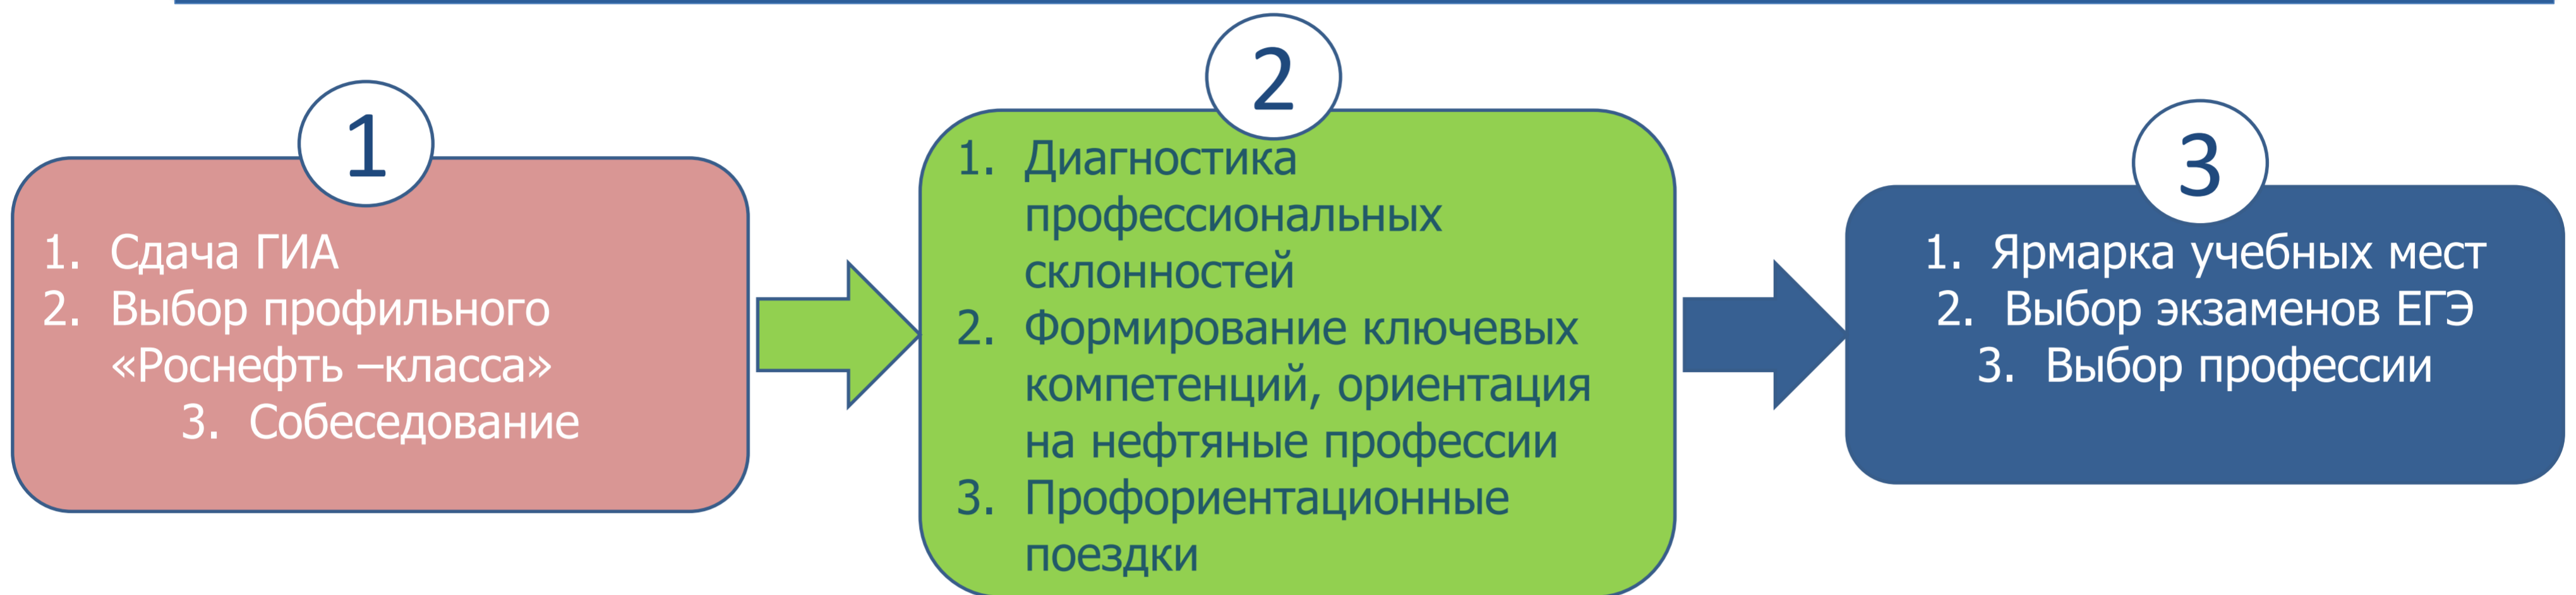 1
1. Сдача ГИА
2. Выбор профильного
«Роснефть –класса»
3. Собеседование
2
1. Диагностика
профессиональных
склонностей
2. Формирование ключевых
компетенций, ориентация
на нефтяные профессии
3. Профориентационные
поездки
3
1. Ярмарка учебных мест
2. Выбор экзаменов ЕГЭ
3. Выбор профессии